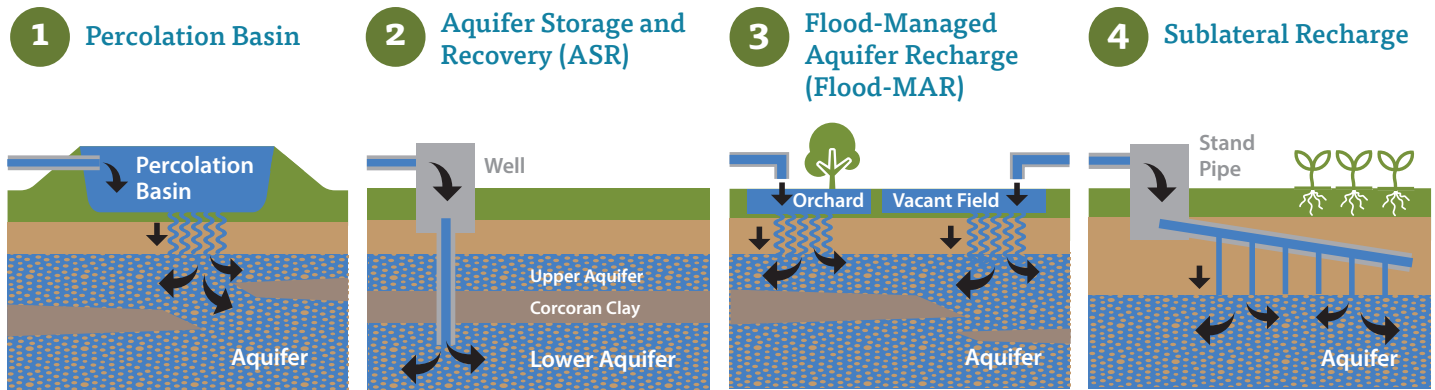 1
Percolation Basin
Percolation
Basin
Aquifer
2
Aquifer Storage and
Recovery (ASR)
Well
Upper Aquifer
Corcoran Clay
Lower Aquifer
3
Flood-Managed
Aquifer Recharge
(Flood-MAR)
Orchard
Vacant Field
Aquifer
4
Sublateral Recharge
Stand
Pipe
Aquifer